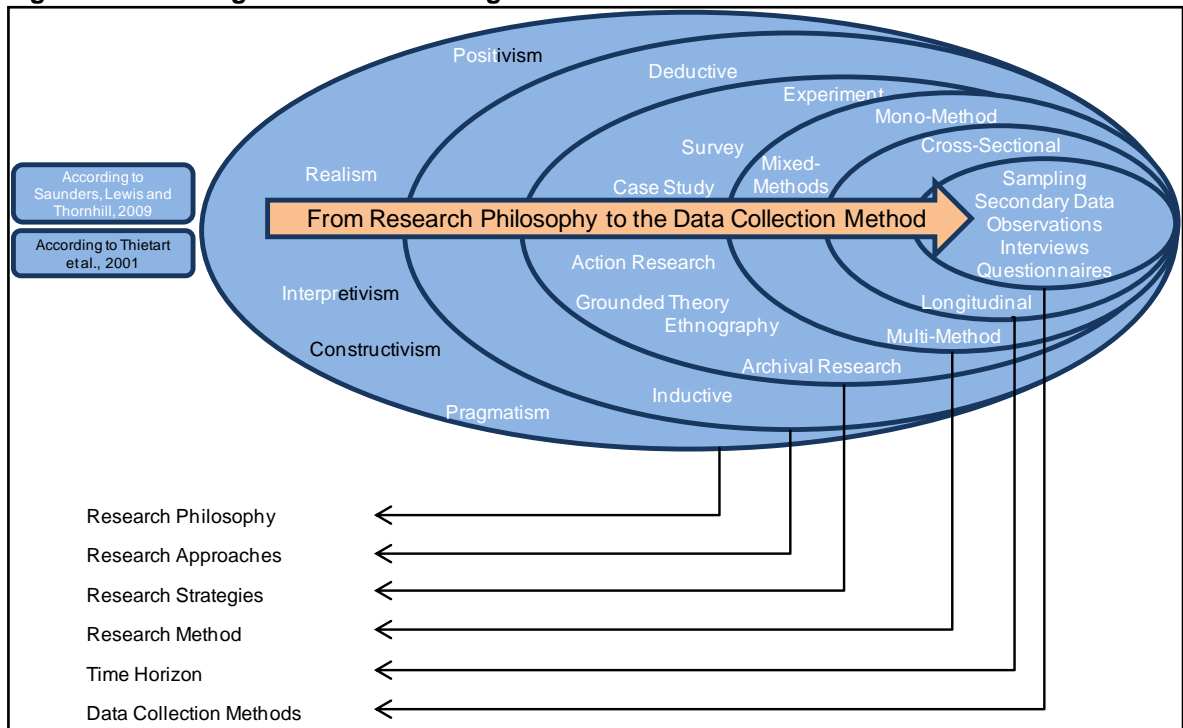 Positivism
Deductive
Experiment
Mono-Method
Cross-Sectional
Survey
Mixed-
Methods
Realism
Case Study
According to
Saunders, Lewis and
Thornhill, 2009
According to Thietart
et al., 2001
From Research Philosophy to the Data Collection Method
Sampling
Secondary Data
Observations
Interviews
Questionnaires
Action Research
Interpretivism
Grounded Theory
Ethnography
Longitudinal
Constructivism
Multi-Method
Archival Research
Inductive
Pragmatism
Research Philosophy
Research Approaches
Research Strategies
Research Method
Time Horizon
Data Collection Methods